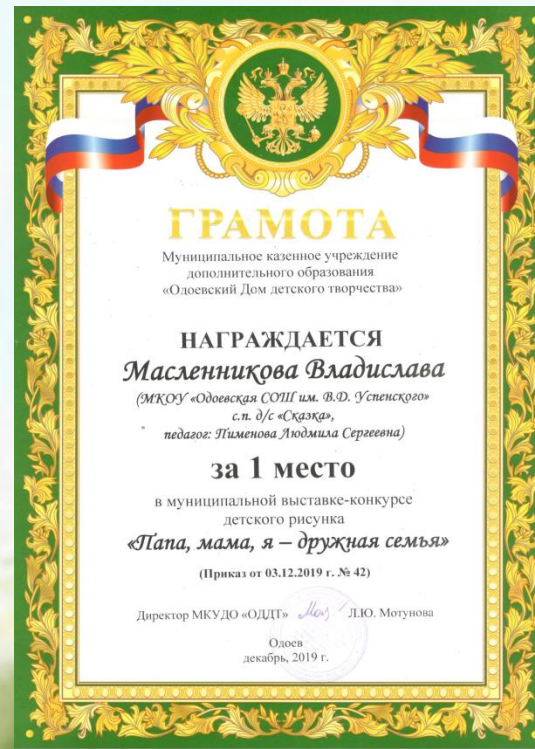 ГРАМОТА
Муниципальное казенное учреждение
дополнительного образования
«Одоевский Дом детского творчества»
НАГРАЖДАЕТСЯ
Масленникова Владислава
(МКОУ «Одоевская СОШ им. В.Д. Успенского»
с.п. д/с «Сказка»,
педагог: Пименова Людмила Сергеевна)
за 1 место
в муниципальной выставке-конкурсе
детского рисунка
«Папа, мама, я – дружная семья»
(Приказ от 03.12.2019 г. № 42)
Директор МКУДО «ОДДТ» Л.Ю. Мотунова
Одоев
декабрь, 2019 г.